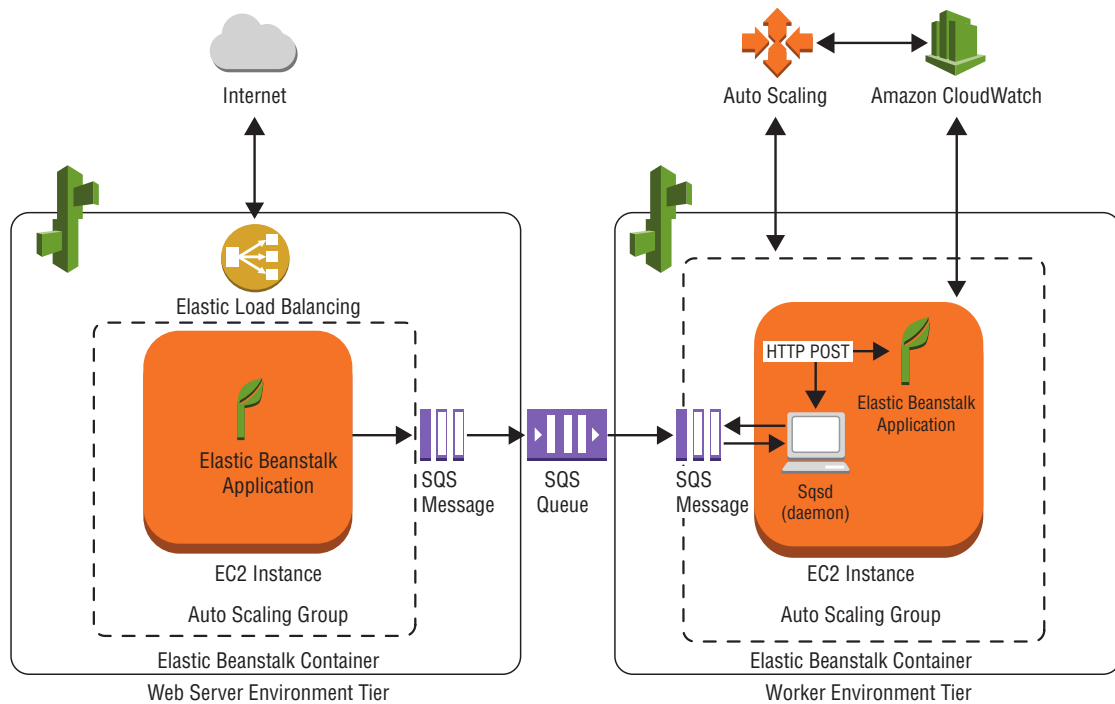 Internet
Auto Scaling
Amazon CloudWatch
Elastic Load Balancing
Elastic Beanstalk
Application
EC2 Instance
Auto Scaling Group
Elastic Beanstalk Container
Web Server Environment Tier
SQS
Message
SQS
Queue
SQS
Message
HTTP POST
Elastic Beanstalk
Application
Sqsd
(daemon)
EC2 Instance
Auto Scaling Group
Elastic Beanstalk Container
Worker Environment Tier